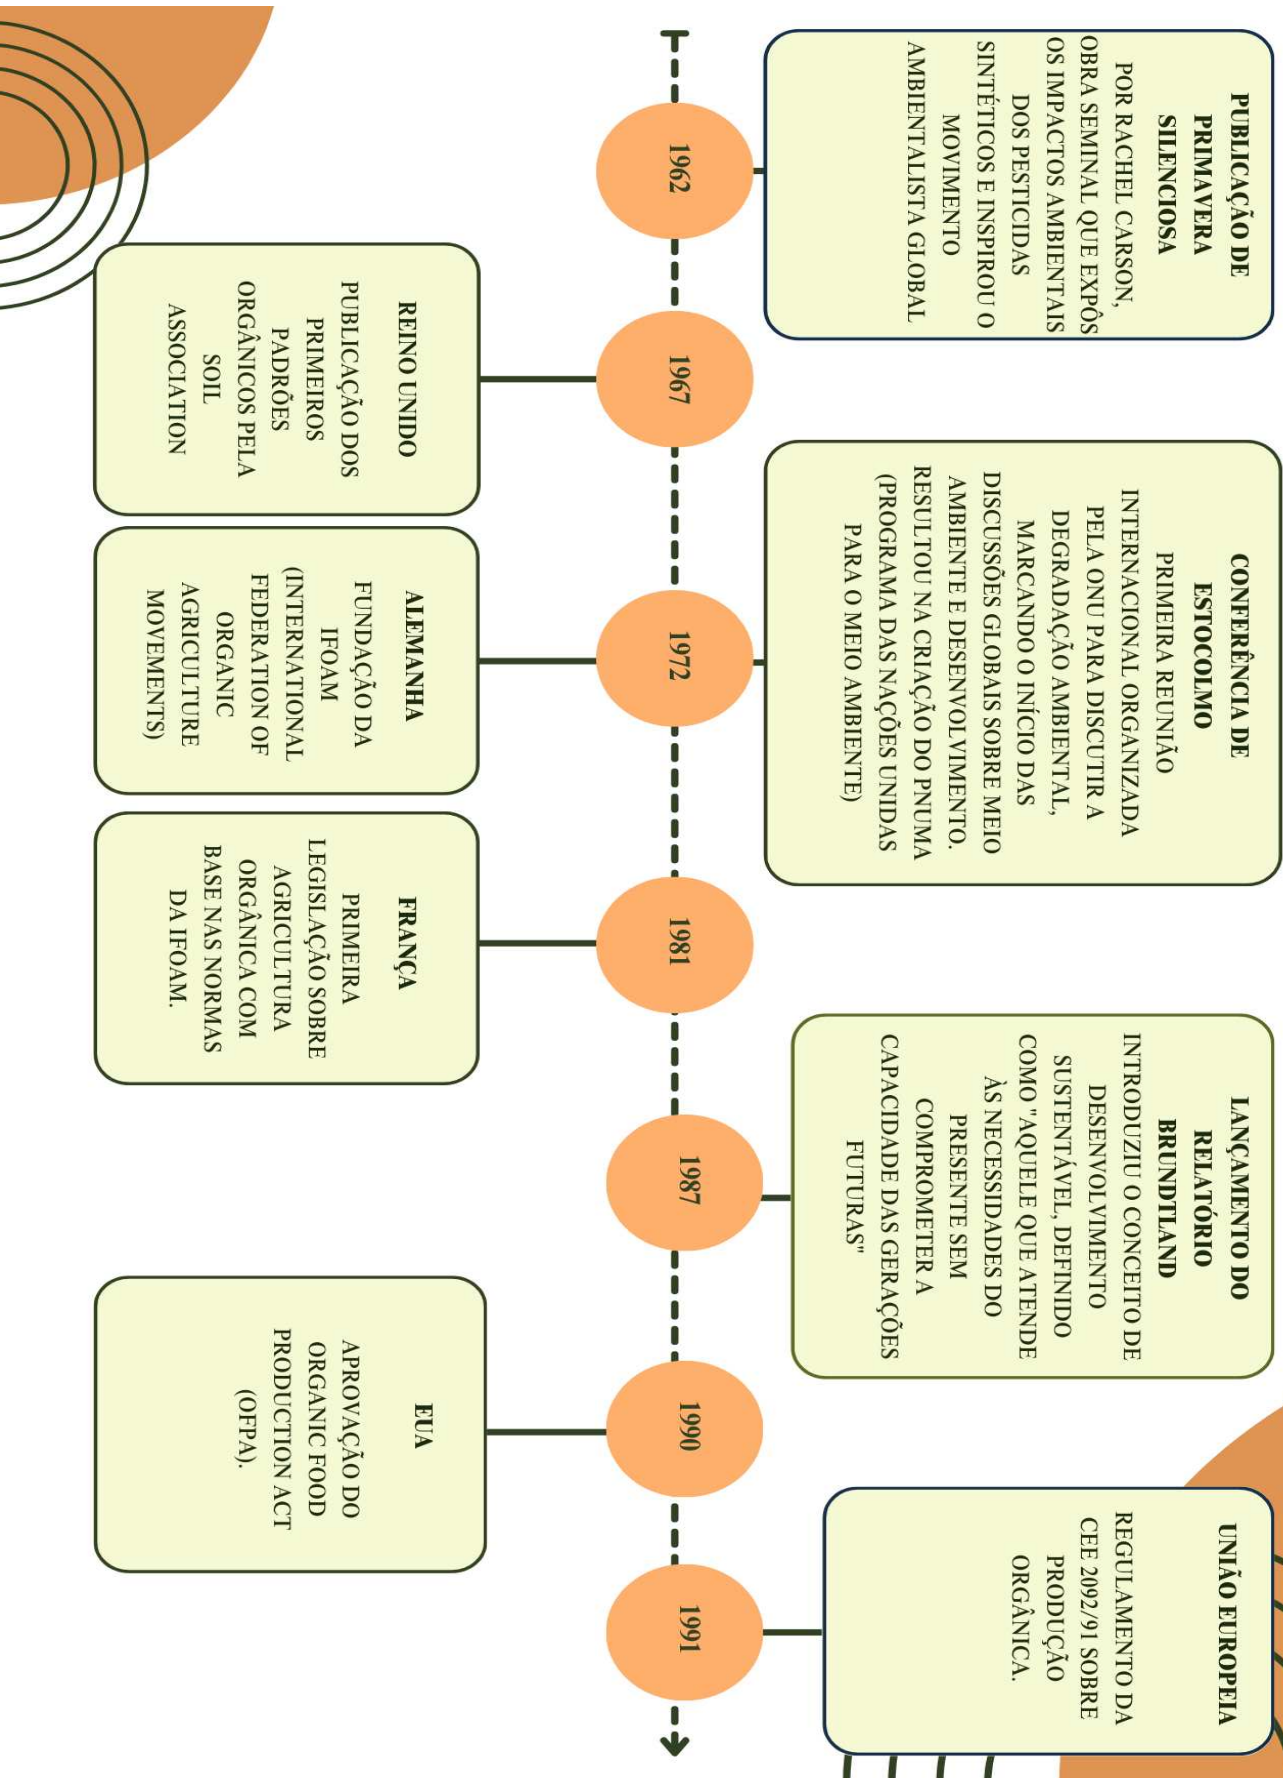 PUBLICAÇÃO DE
PRIMAVERA
SILENCIOSA
POR RACHEL CARSON,
OBRA SEMINAL QUE EXPÔS
OS IMPACTOS AMBIENTAIS
DOS PESTICIDAS
SINTÉTICOS E INSPIROU O
MOVIMENTO
AMBIENTALISTA GLOBAL
CONFERÊNCIA DE
ESTOCOLMO
PRIMEIRA REUNIÃO
INTERNACIONAL ORGANIZADA
PELA ONU PARA DISCUTIR A
DEGRADAÇÃO AMBIENTAL,
MARCANDO O INÍCIO DAS
DISCUSSÕES GLOBAIS SOBRE MEIO
AMBIENTE E DESENVOLVIMENTO.
RESULTOU NA CRIAÇÃO DO PNUMA
(PROGRAMA DAS NAÇÕES UNIDAS
PARA O MEIO AMBIENTE)
LANÇAMENTO DO
RELATÓRIO
BRUNDTLAND
INTRODUZIU O CONCEITO DE
DESENVOLVIMENTO
SUSTENTÁVEL, DEFINIDO
COMO "AQUELE QUE ATENDE
ÀS NECESSIDADES DO
PRESENTE SEM
COMPROMETER A
CAPACIDADE DAS GERAÇÕES
FUTURAS"
UNIÃO EUROPEIA
REGULAMENTO DA
CEE 2092/91 SOBRE
PRODUÇÃO
ORGÂNICA.
1962
1967
1972
1981
1987
1990
1991
REINO UNIDO
PUBLICAÇÃO DOS
PRIMEIROS
PADRÕES
ORGÂNICOS PELA
SOIL
ASSOCIATION
ALEMANHA
FUNDAÇÃO DA
IFOAM
(INTERNATIONAL
FEDERATION OF
ORGANIC
AGRICULTURE
MOVEMENTS)
FRANÇA
PRIMEIRA
LEGISLAÇÃO SOBRE
AGRICULTURA
ORGÂNICA COM
BASE NAS NORMAS
DA IFOAM.
EUA
APROVAÇÃO DO
ORGANIC FOOD
PRODUCTION ACT
(OFPA).